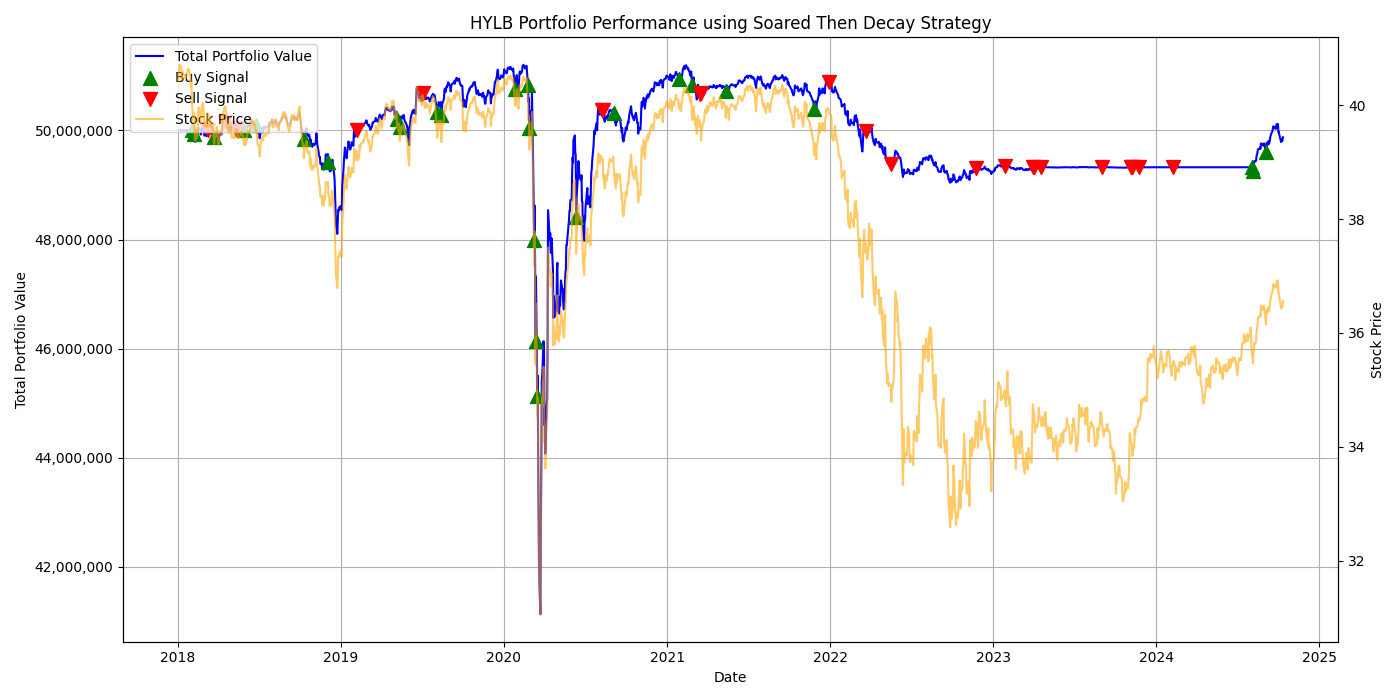 HYLB Portfolio Performance using Soared Then Decay Strategy
Total Portfolio Value
Buy Signal
Sell Signal
Stock Price
50,000,000
48,000,000
46,000,000
44,000,000
42,000,000
Total Portfolio Value
40
38
36
34
32
Stock Price
2018
2019
2020
2021
2022
2023
2024
2025
Date